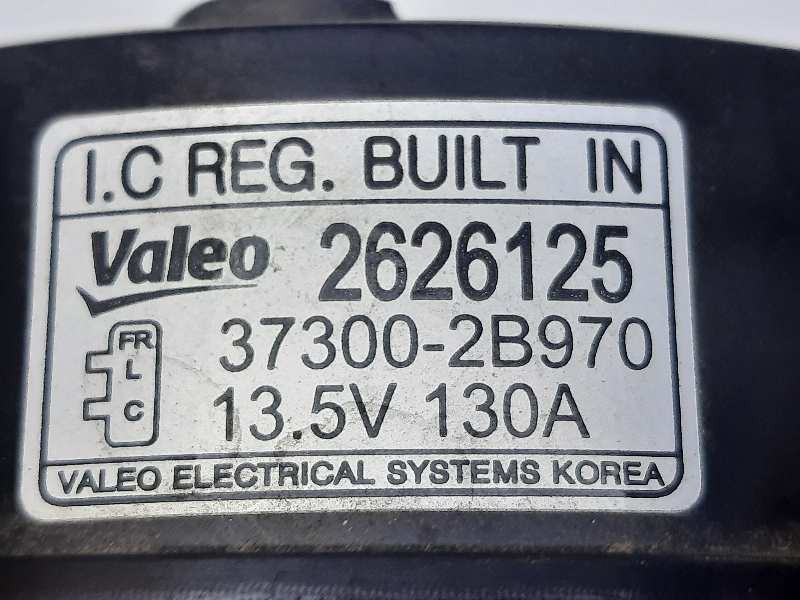 I.C REG. BUILT IN
Valeo 2626125
FR
37300-2B970
L
C
13.5V 130A
VALEO ELECTRICAL SYSTEMS KOREA